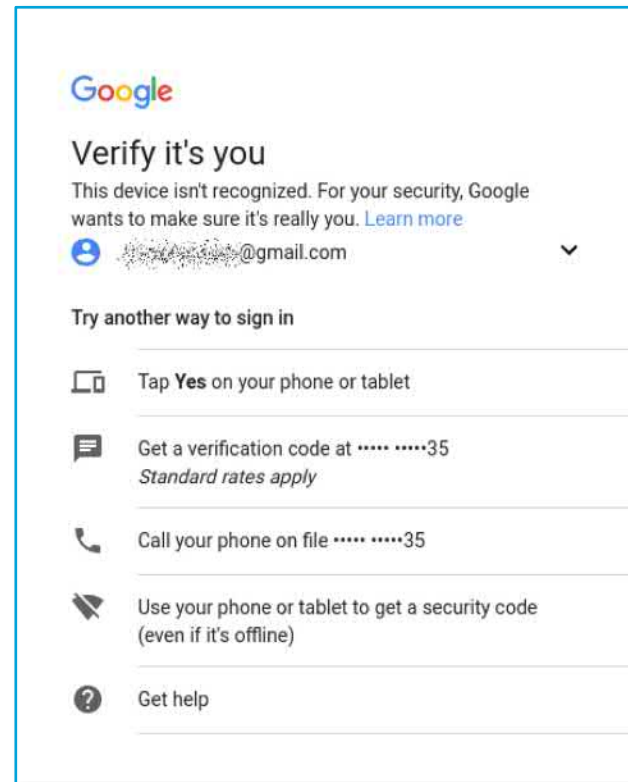 Google
Verify it's you
This device isn't recognized. For your security, Google
wants to make sure it's really you. Learn more
@gmail.com
Try another way to sign in
Tap Yes on your phone or tablet
Get a verification code at ••••• •••••35
Standard rates apply
Call your phone on file ••••• •••••35
Use your phone or tablet to get a security code
(even if it's offline)
Get help